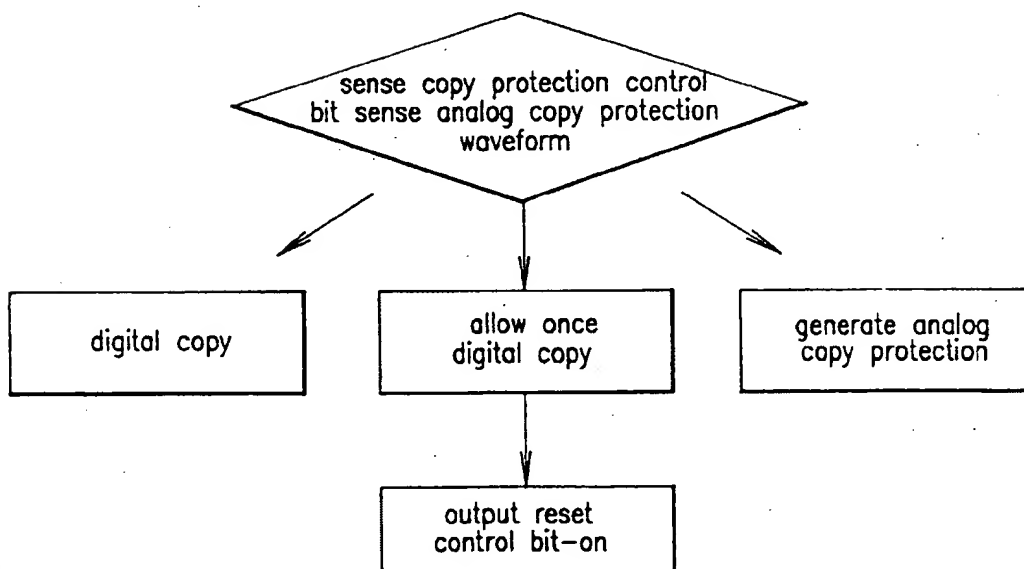 sense copy protection control
bit sense analog copy protection
waveform
digital copy
allow once
digital copy
generate analog
copy protection
output reset
control bit-on